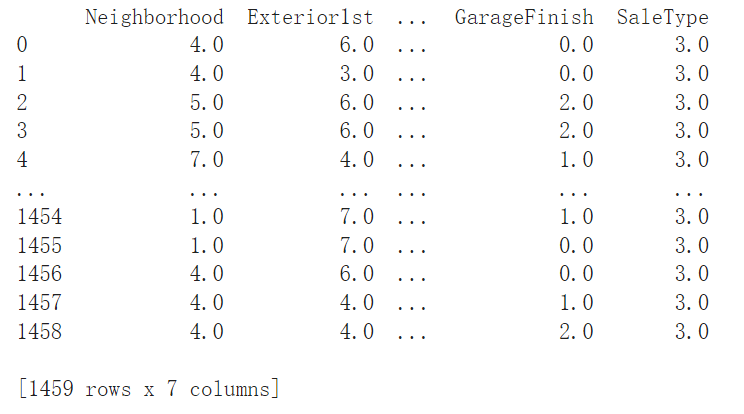 Neighborhood Exterior1st ... GarageFinish SaleType
0 4.0 6.0 ... 0.0 3.0
1 4.0 3.0 ... 0.0 3.0
2 5.0 6.0 ... 2.0 3.0
3 5.0 6.0 ... 2.0 3.0
4 7.0 4.0 ... 1.0 3.0
... ... ... ... ... ...
1454 1.0 7.0 ... 1.0 3.0
1455 1.0 7.0 ... 0.0 3.0
1456 4.0 6.0 ... 0.0 3.0
1457 4.0 4.0 ... 1.0 3.0
1458 4.0 4.0 ... 2.0 3.0
[1459 rows x 7 columns]